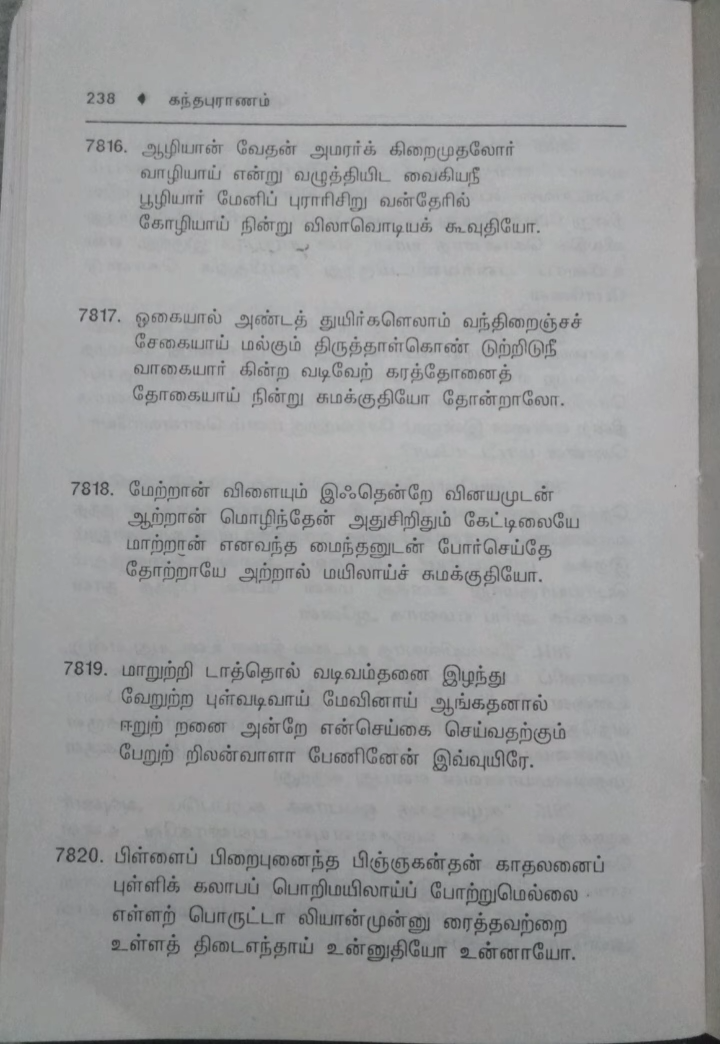 238 ♦ கந்தபுராணம்
7816. ஆழியான் வேதன் அமரர்க் கிறைமுதலோர்
வாழியாய் என்று வழுத்தியிட வைகியநீ
பூழியார் மேனிப் புராரிசிறு வன்தேரில்
கோழியாய் நின்று விலாவொடியக் கூவுதியோ.
7817. ஒகையால் அண்டத் துயிர்களெலாம் வந்திறைஞ்சச்
சேகையாய் மல்கும் திருத்தாள்கொண் டுற்றிடுநீ
வாகையார் கின்ற வடிவேற் கரத்தோனைத்
தோகையாய் நின்று சுமக்குதியோ தோன்றாலோ.
7818. மேற்றான் விளையும் இஃதென்றே வினயமுடன்
ஆற்றான் மொழிந்தேன் அதுசிறிதும் கேட்டிலையே
மாற்றான் எனவந்த மைந்தனுடன் போர்செய்தே
தோற்றாயே அற்றால் மயிலாய்ச் சுமக்குதியோ.
7819. மாறுற்றி டாத்தொல் வடிவம்தனை இழந்து
வேறுற்ற புள்வடிவாய் மேவினாய் ஆங்கதனால்
ஈறுற் றனை அன்றே என்செய்கை செய்வதற்கும்
பேறுற் றிலன்வாளா பேணினேன் இவ்வுயிரே.
7820. பிள்ளைப் பிறைபுனைந்த பிஞ்ஞகன்தன் காதலனைப்
புள்ளிக் கலாபப் பொறிமயிலாய்ப் போற்றுமெல்லை
எள்ளற் பொருட்டா லியான்முன்னு ரைத்தவற்றை
உள்ளத் திடைஎந்தாய் உன்னுதியோ உன்னாயோ.